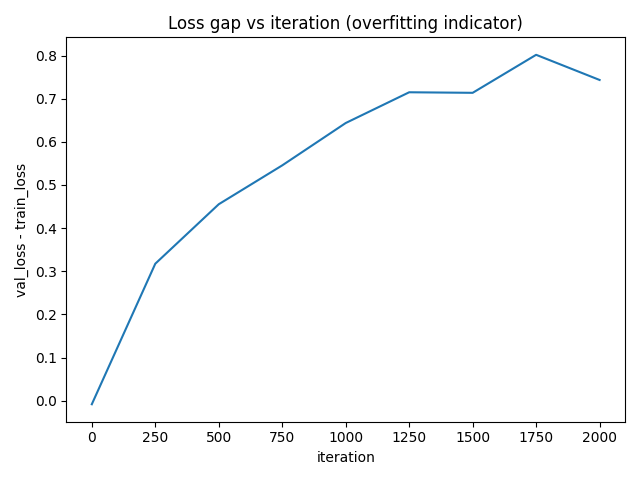 Loss gap vs iteration (overfitting indicator)
val_loss - train_loss
0.8
0.7
0.6
0.5
0.4
0.3
0.2
0.1
0.0
0 250 500 750 1000 1250 1500 1750 2000
iteration